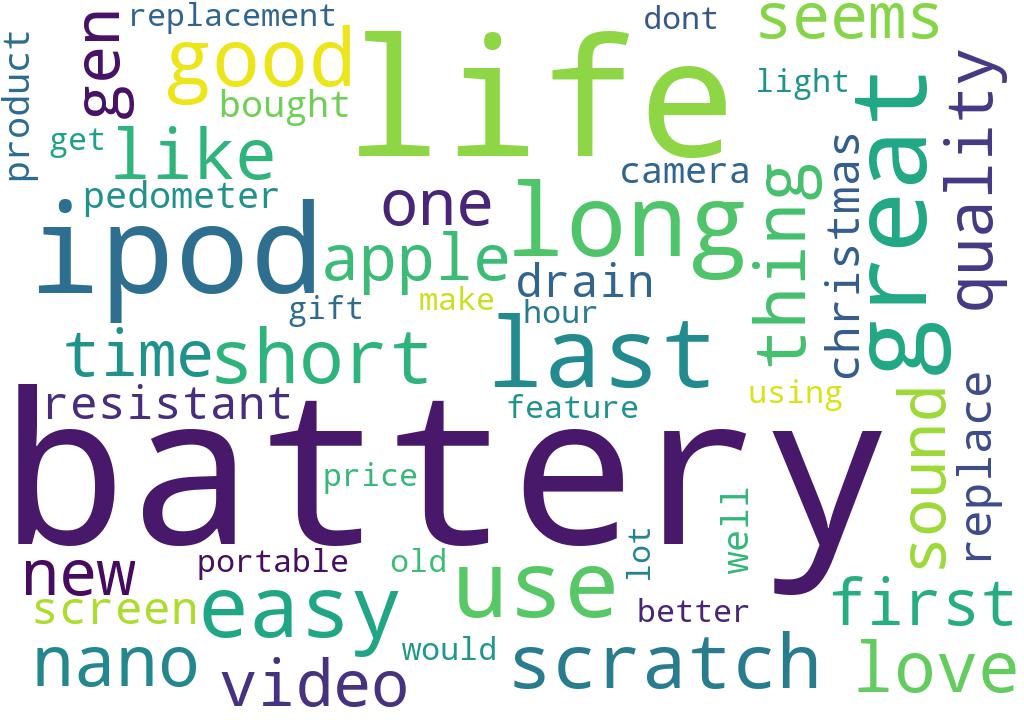 replacement
dont
seems
product
gen
good
life
light
quality
bought
great
get
like
camera
thing
christmas
pedometer
one
long
ipod
apple
drain
gift
make
hour
time
short
last
resistant
feature
using
sound
replace
battery
price
well
lot
new
portable
old
use
first
screen
easy
better
nano
would
scratch
love
video